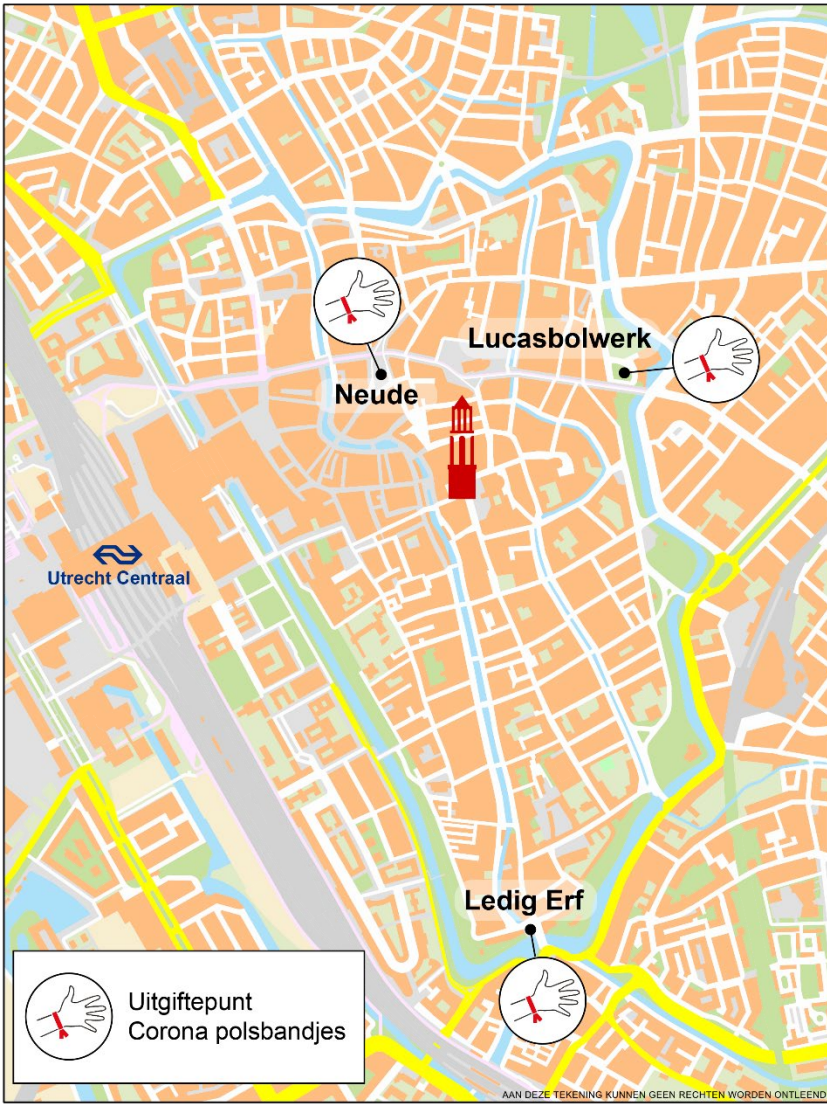 Lucasbolwerk
Neude
Utrecht Centraal
Ledig Erf
Uitgiftepunt
Corona polsbandjes
AAN DEZE TEKENING KUNNEN GEEN RECHTEN WORDEN ONTLEEND